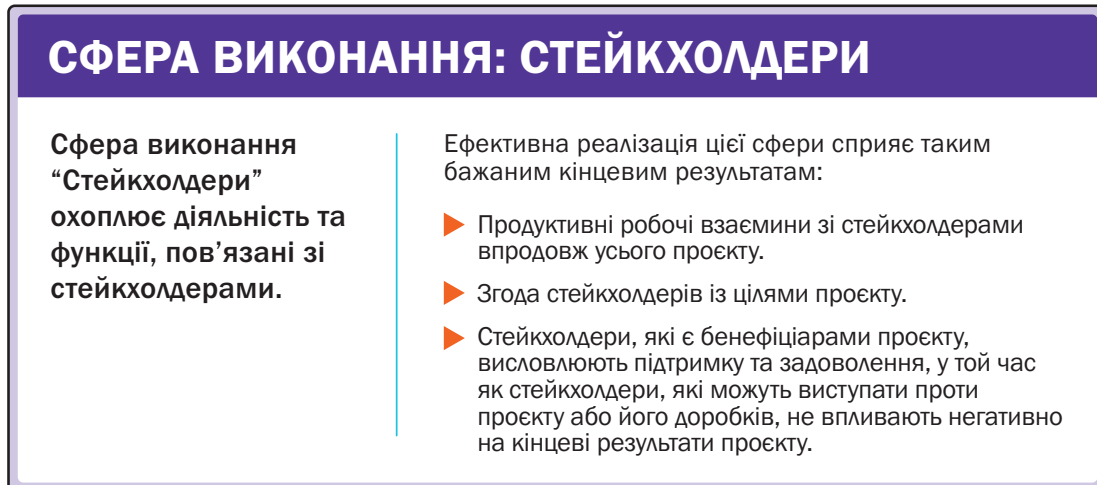 СФЕРА ВИКОНАННЯ: СТЕЙКХОЛДЕРИ
Сфера виконання
“Стейкхолдери”
охоплює діяльність та
функції, пов’язані зі
стейкхолдерами.
Ефективна реалізація цієї сфери сприяє таким
бажаним кінцевим результатам:
Продуктивні робочі взаємини зі стейкхолдерами
впродовж усього проєкту.
Згода стейкхолдерів із цілями проєкту.
Стейкхолдери, які є бенефіціарами проєкту,
висловлюють підтримку та задоволення, у той час
як стейкхолдери, які можуть виступати проти
проєкту або його доробків, не впливають негативно
на кінцеві результати проєкту.